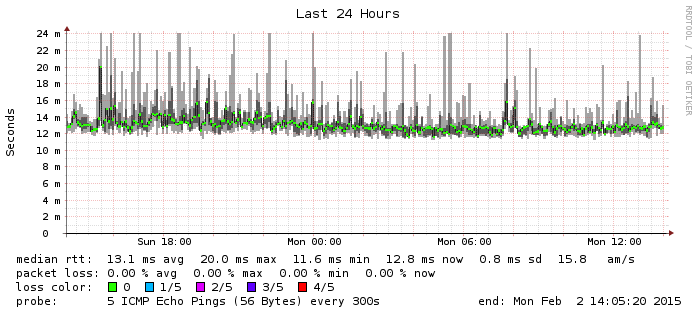 Last 24 Hours
RRDTOOL / TOBI OETIKER
Seconds
24 m
22 m
20 m
18 m
16 m
14 m
12 m
10 m
8 m
6 m
4 m
2 m
0
Sun 18:00 Mon 00:00 Mon 06:00 Mon 12:00
median rtt: 13.1 ms avg 20.0 ms max 11.6 ms min 12.8 ms now 0.8 ms sd 15.8 am/s
packet loss: 0.00 % avg 0.00 % max 0.00 % min 0.00 % now
loss color: 0 1/5 2/5 3/5 4/5
probe: 5 ICMP Echo Pings (56 Bytes) every 300s end: Mon Feb 2 14:05:20 2015